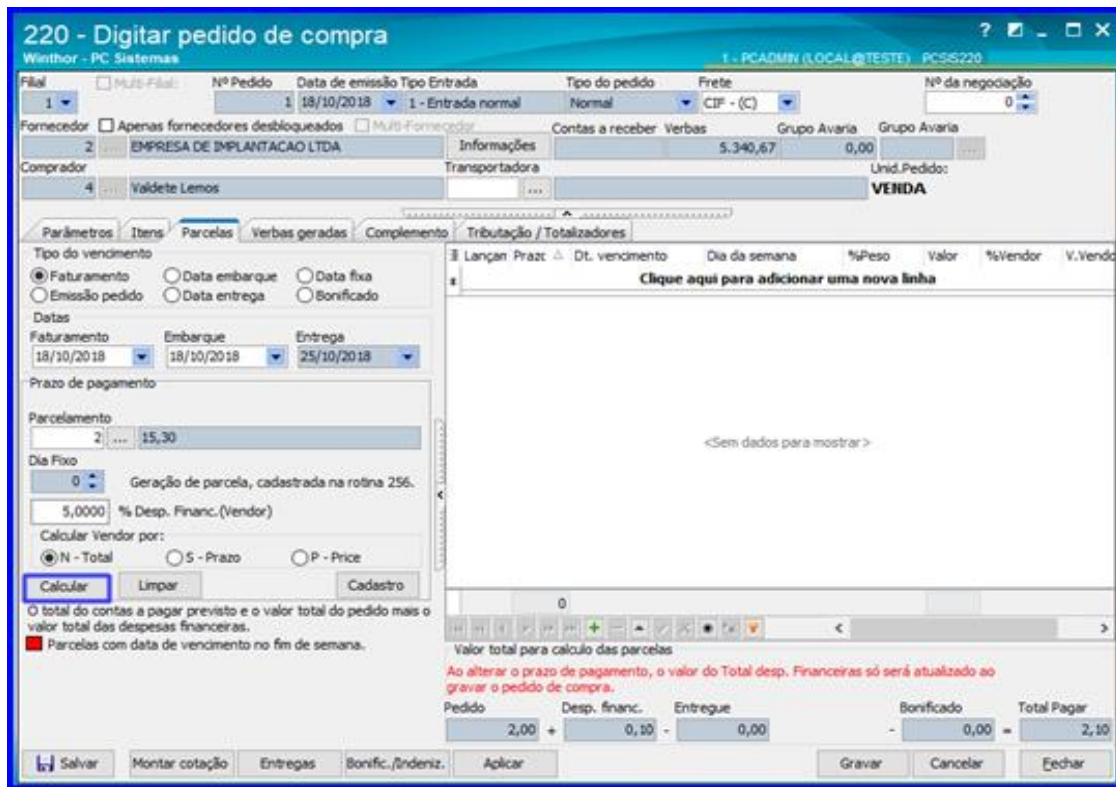 220 - Digitar pedido de compra
Winthor - PC Sistemas
1 - PCADMIN (LOCAL@TESTE) PCSIS220
Filial Multi-Filial: Nº Pedido Data de emissão Tipo Entrada Tipo do pedido Frete Nº da negociação
1 1 18/10/2018 1 - Entrada normal Normal CIF - (C) 0
Fornecedor Apenas fornecedores desbloqueados Multi-Fornecedor Contas a receber Verbas Grupo Avaria Grupo Avaria
2 ... EMPRESA DE IMPLANTACAO LTDA Informações 5.340,67 0,00 ...
Comprador Transportadora Unid.Pedido:
4 ... Valdete Lemos ... VENDA
Parâmetros Itens Parcelas Verbas geradas Complemento Tributação / Totalizadores
Tipo do vencimento
Faturamento Data embarque Data fixa
Emissão pedido Data entrega Bonificado
Datas
Faturamento Embarque Entrega
18/10/2018 18/10/2018 25/10/2018
Prazo de pagamento
Parcelamento
2 ... 15,30
Dia Fixo
0 Geração de parcela, cadastrada na rotina 256.
5,0000 % Desp. Financ.(Vendor)
Calcular Vendor por:
N - Total S - Prazo P - Price
Calcular Limpar Cadastro
O total do contas a pagar previsto e o valor total do pedido mais o
valor total das despesas financeiras.
Parcelas com data de vencimento no fim de semana.
Lançan Prazc Dt. vencimento Dia da semana %Peso Valor %Vendor V.Vendo
Clique aqui para adicionar uma nova linha
<Sem dados para mostrar>
0
Valor total para calculo das parcelas
Ao alterar o prazo de pagamento, o valor do Total desp. Financeiras só será atualizado ao
gravar o pedido de compra.
Pedido Desp. financ. Entregue Bonificado Total Pagar
2,00 + 0,10 - 0,00 - 0,00 = 2,10
Salvar Montar cotação Entregas Bonific./Indeniz. Aplicar Gravar Cancelar Fechar